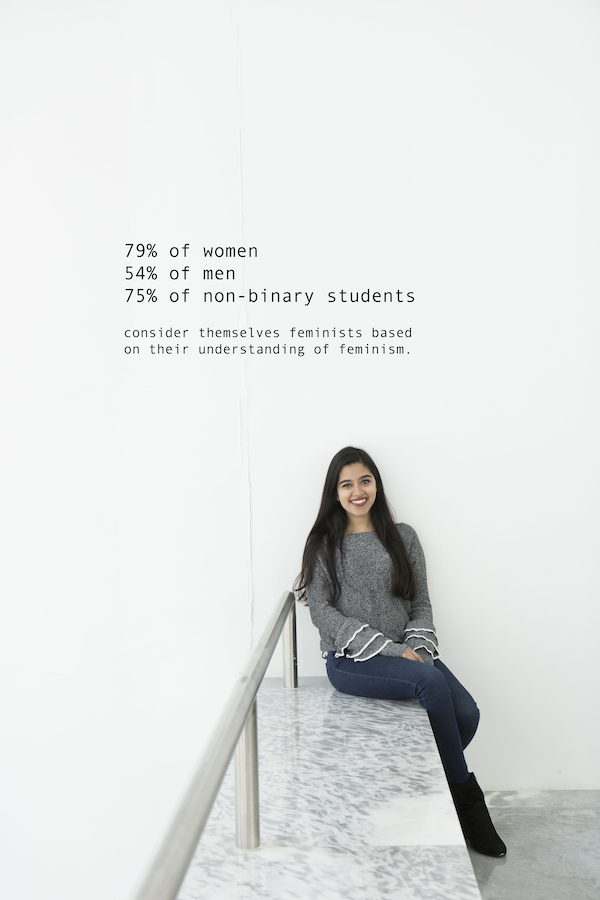 79% of women
54% of men
75% of non-binary students
consider themselves feminists based
on their understanding of feminism.